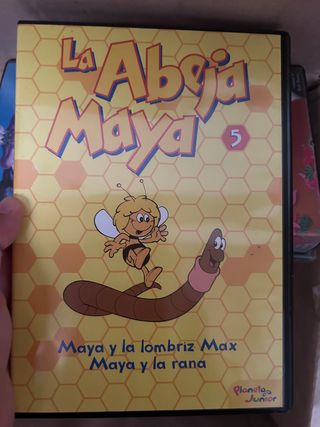 La Abeja
Maya
5
Maya y la lombriz Max
Maya y la rana
Planeta
Junior